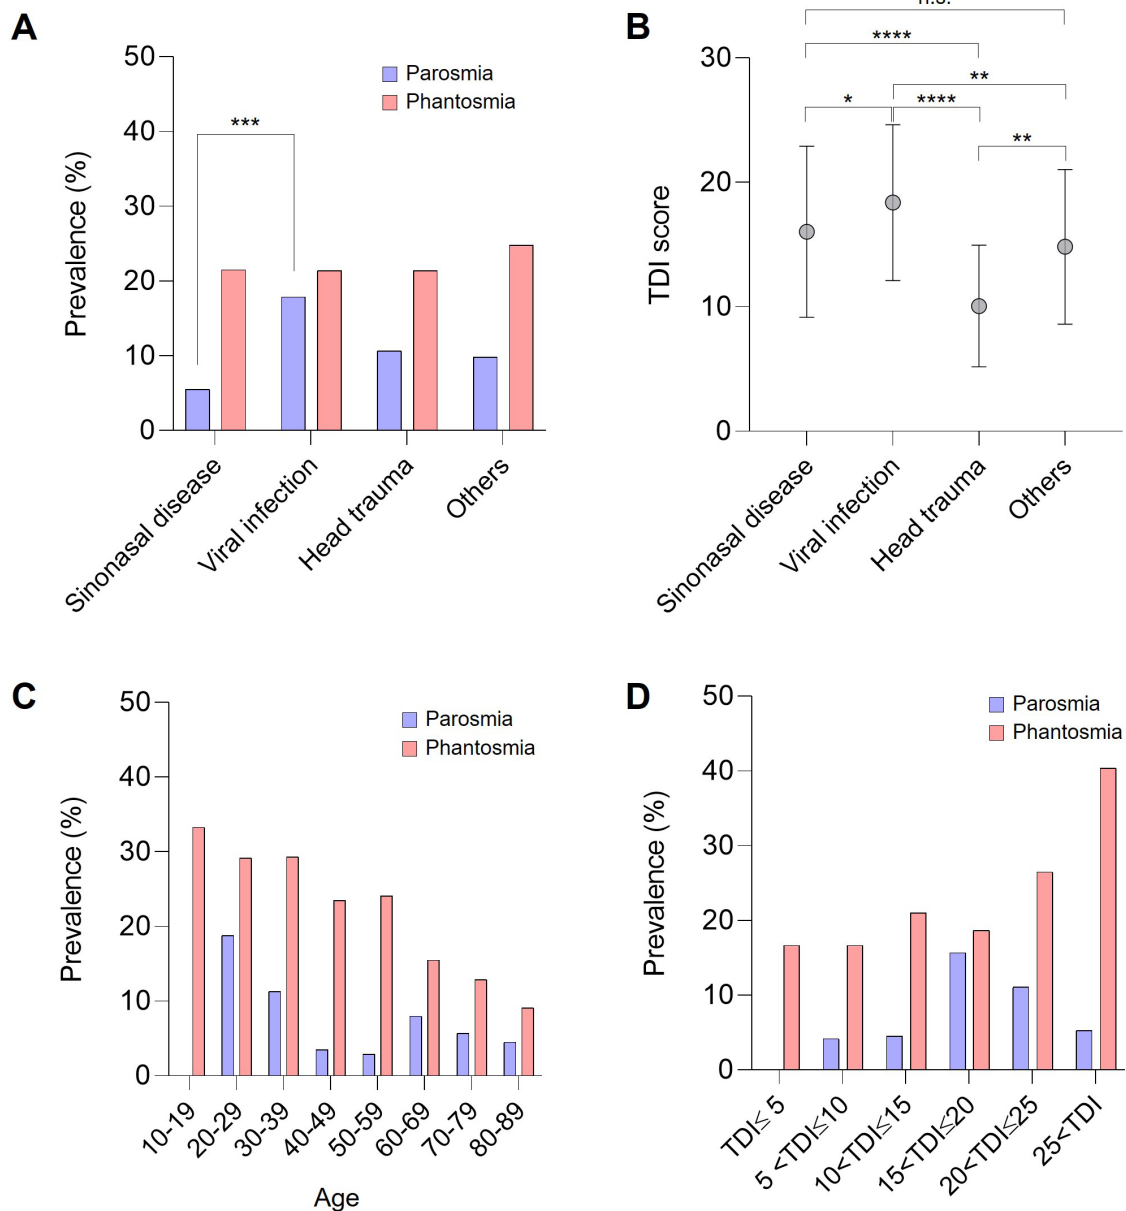 A
50
40
30
20
10
0
Prevalence (%)
Parosmia
Phantosmia
***
Sinonasal disease
Viral infection
Head trauma
Others
B
30
20
10
0
TDI score
n.s.
****
**
*
****
**
Sinonasal disease
Viral infection
Head trauma
Others
C
50
40
30
20
10
0
Prevalence (%)
Parosmia
Phantosmia
10-19
20-29
30-39
40-49
50-59
60-69
70-79
80-89
Age
D
50
40
30
20
10
0
Prevalence (%)
Parosmia
Phantosmia
TDI≤ 5
5 <TDI≤10
10<TDI≤15
15<TDI≤20
20<TDI≤25
25<TDI